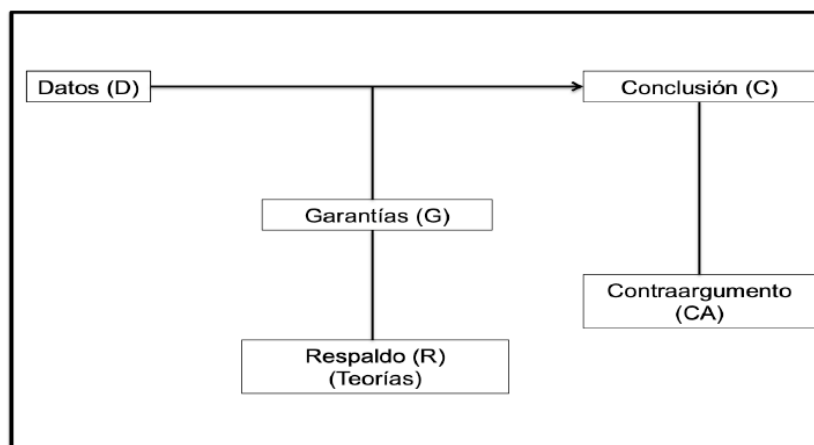 Datos (D)
Conclusión (C)
Garantías (G)
Contraargumento
(CA)
Respaldo (R)
(Teorías)